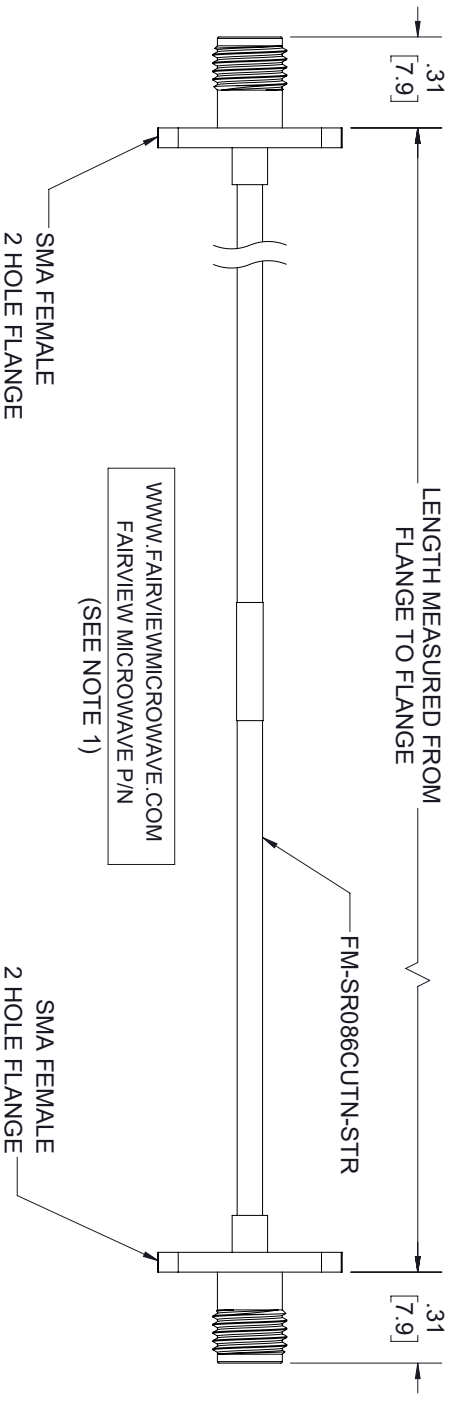 .31
[7.9]
LENGTH MEASURED FROM
FLANGE TO FLANGE
.31
[7.9]
FM-SR086CUTN-STR
WWW.FAIRVIEWMICROWAVE.COM
FAIRVIEW MICROWAVE P/N
(SEE NOTE 1)
SMA FEMALE
2 HOLE FLANGE
SMA FEMALE
2 HOLE FLANGE